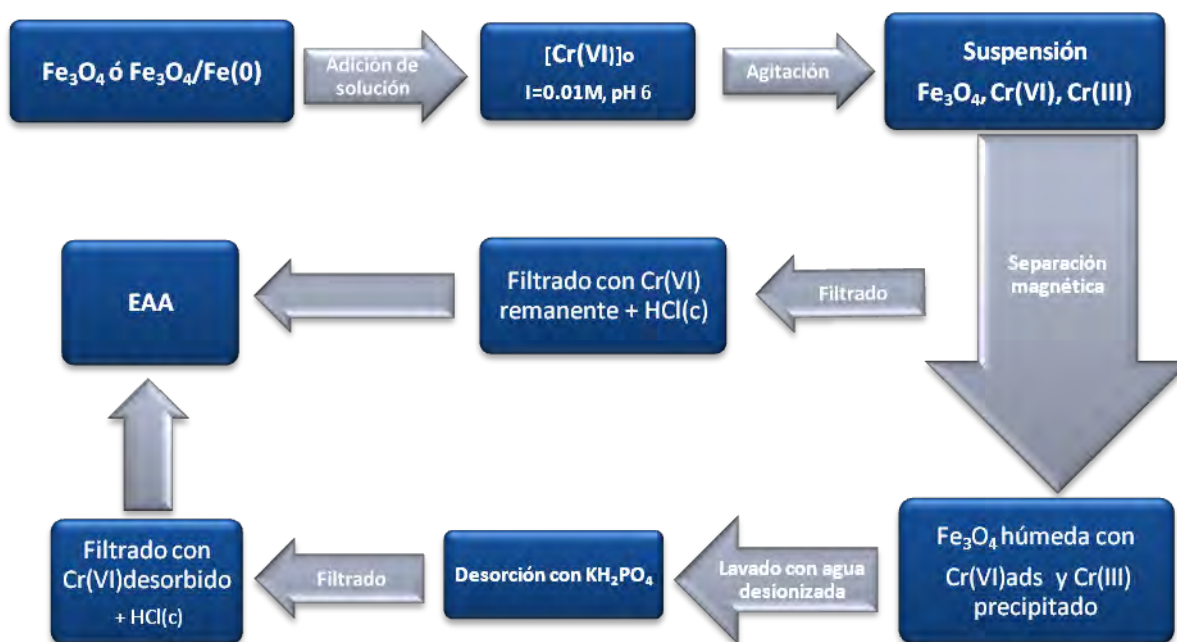 Fe₃O₄ ó Fe₃O₄/Fe(0)
Adición de
solución
[Cr(VI)]o
I=0.01M, pH 6
Agitación
Suspensión
Fe₃O₄, Cr(VI), Cr(III)
Separación
magnética
Filtrado
Filtrado con Cr(VI)
remanente + HCl(c)
EAA
Fe₃O₄ húmeda con
Cr(VI)ads y Cr(III)
precipitado
Lavado con agua
desionizada
Desorción con KH₂PO₄
Filtrado
Filtrado con
Cr(VI)desorbido
+ HCl(c)